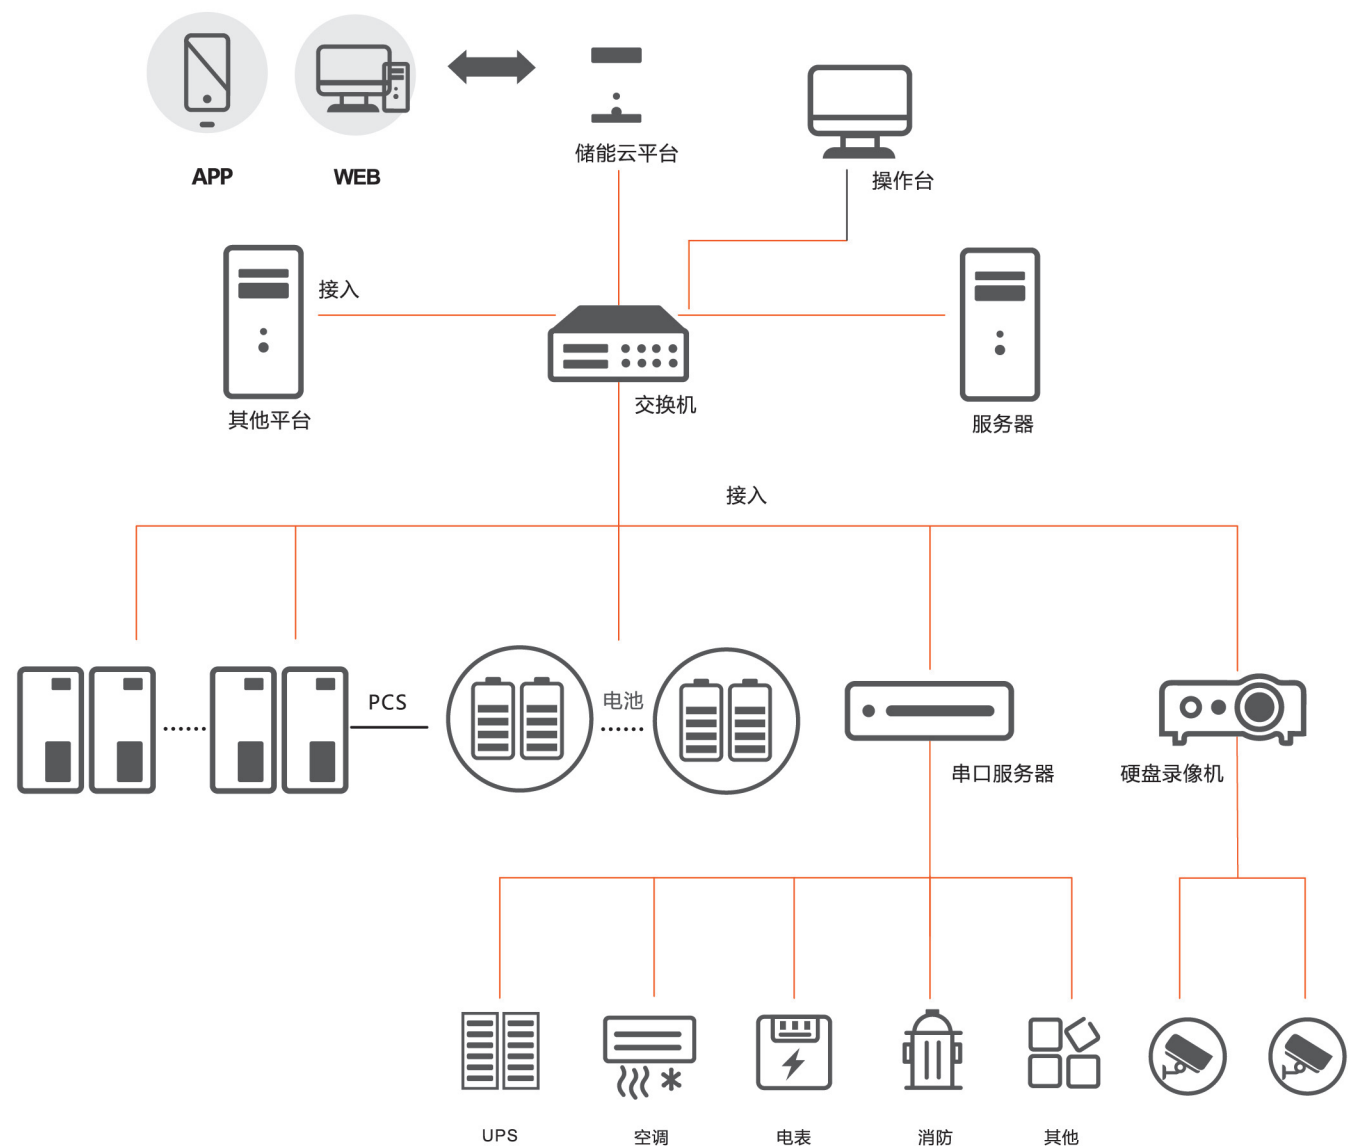 储能云平台
APP
WEB
操作台
接入
其他平台
交换机
服务器
接入
PCS
电池
串口服务器
硬盘录像机
UPS
空调
电表
消防
其他